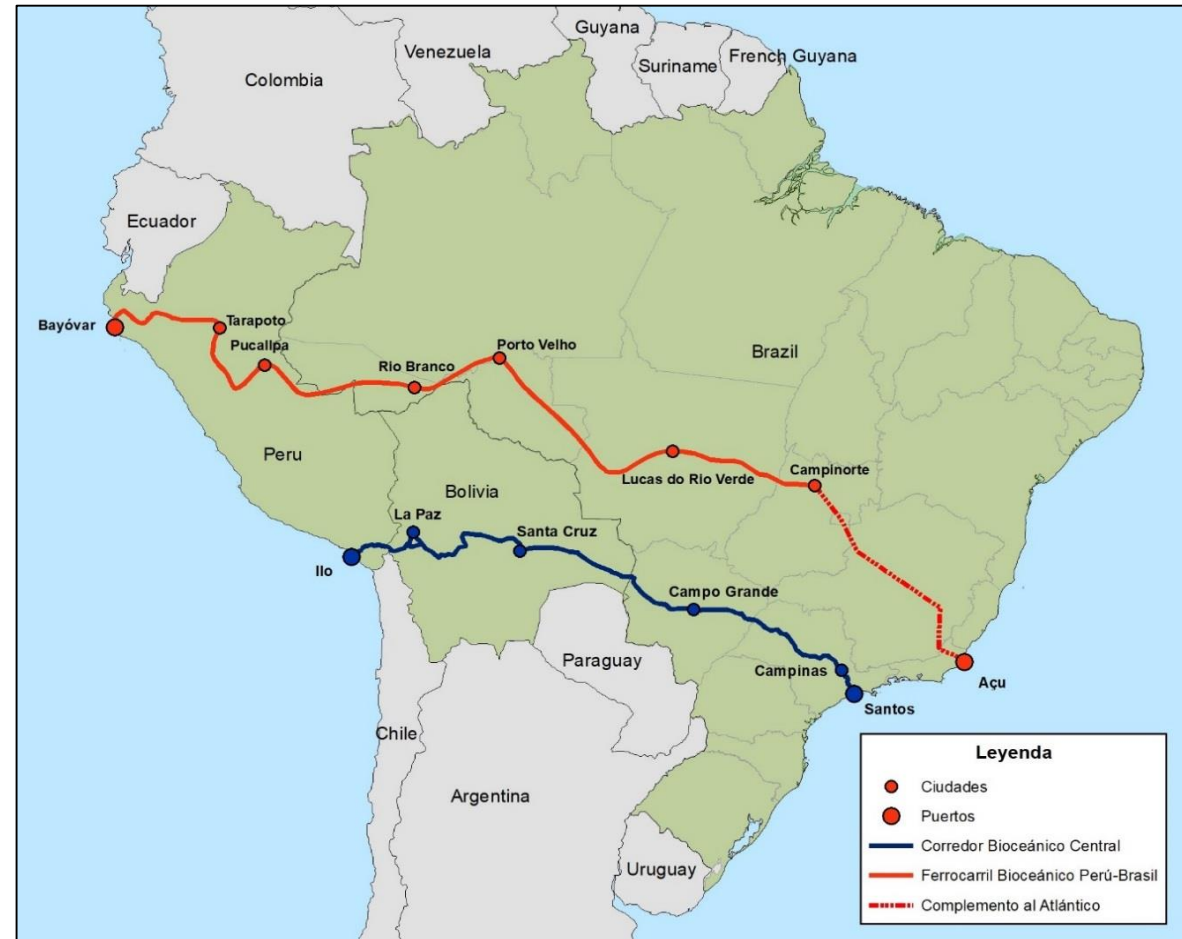 Guyana
Venezuela
Suriname
French Guyana
Colombia
Ecuador
Bayóvar
Tarapoto
Pucallpa
Rio Branco
Porto Velho
Brazil
Peru
Lucas do Rio Verde
Campinorte
Bolivia
La Paz
Santa Cruz
Ilo
Campo Grande
Paraguay
Campinas
Açu
Santos
Chile
Argentina
Uruguay
Leyenda
Ciudades
Puertos
Corredor Bioceánico Central
Ferrocarril Bioceánico Perú-Brasil
Complemento al Atlántico